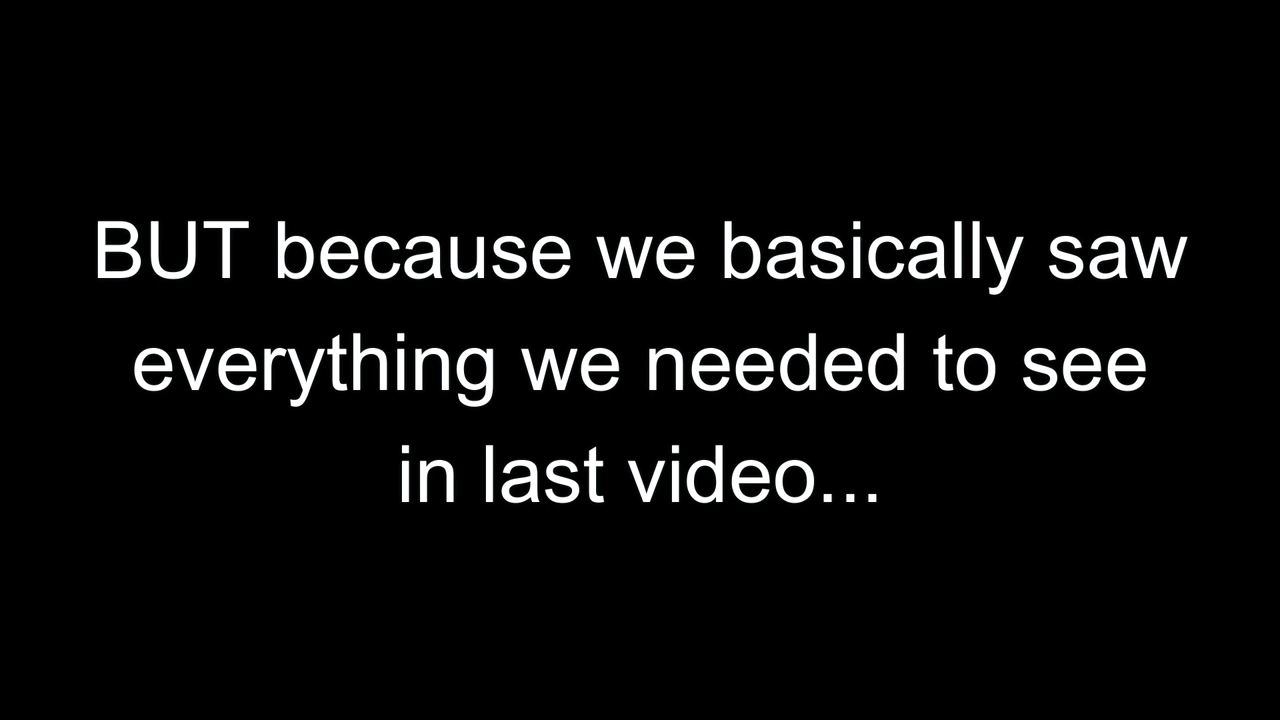 BUT because we basically saw
everything we needed to see
in last video...